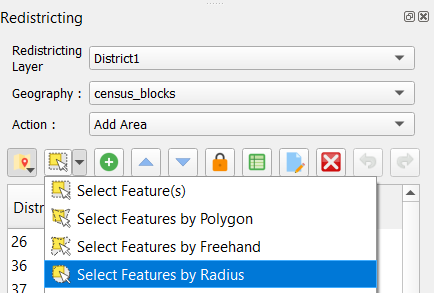 Redistricting
Redistricting
Layer
District1
Geography :
census_blocks
Action :
Add Area
Select Feature(s)
Select Features by Polygon
Select Features by Freehand
Select Features by Radius
Distr
26
36
37